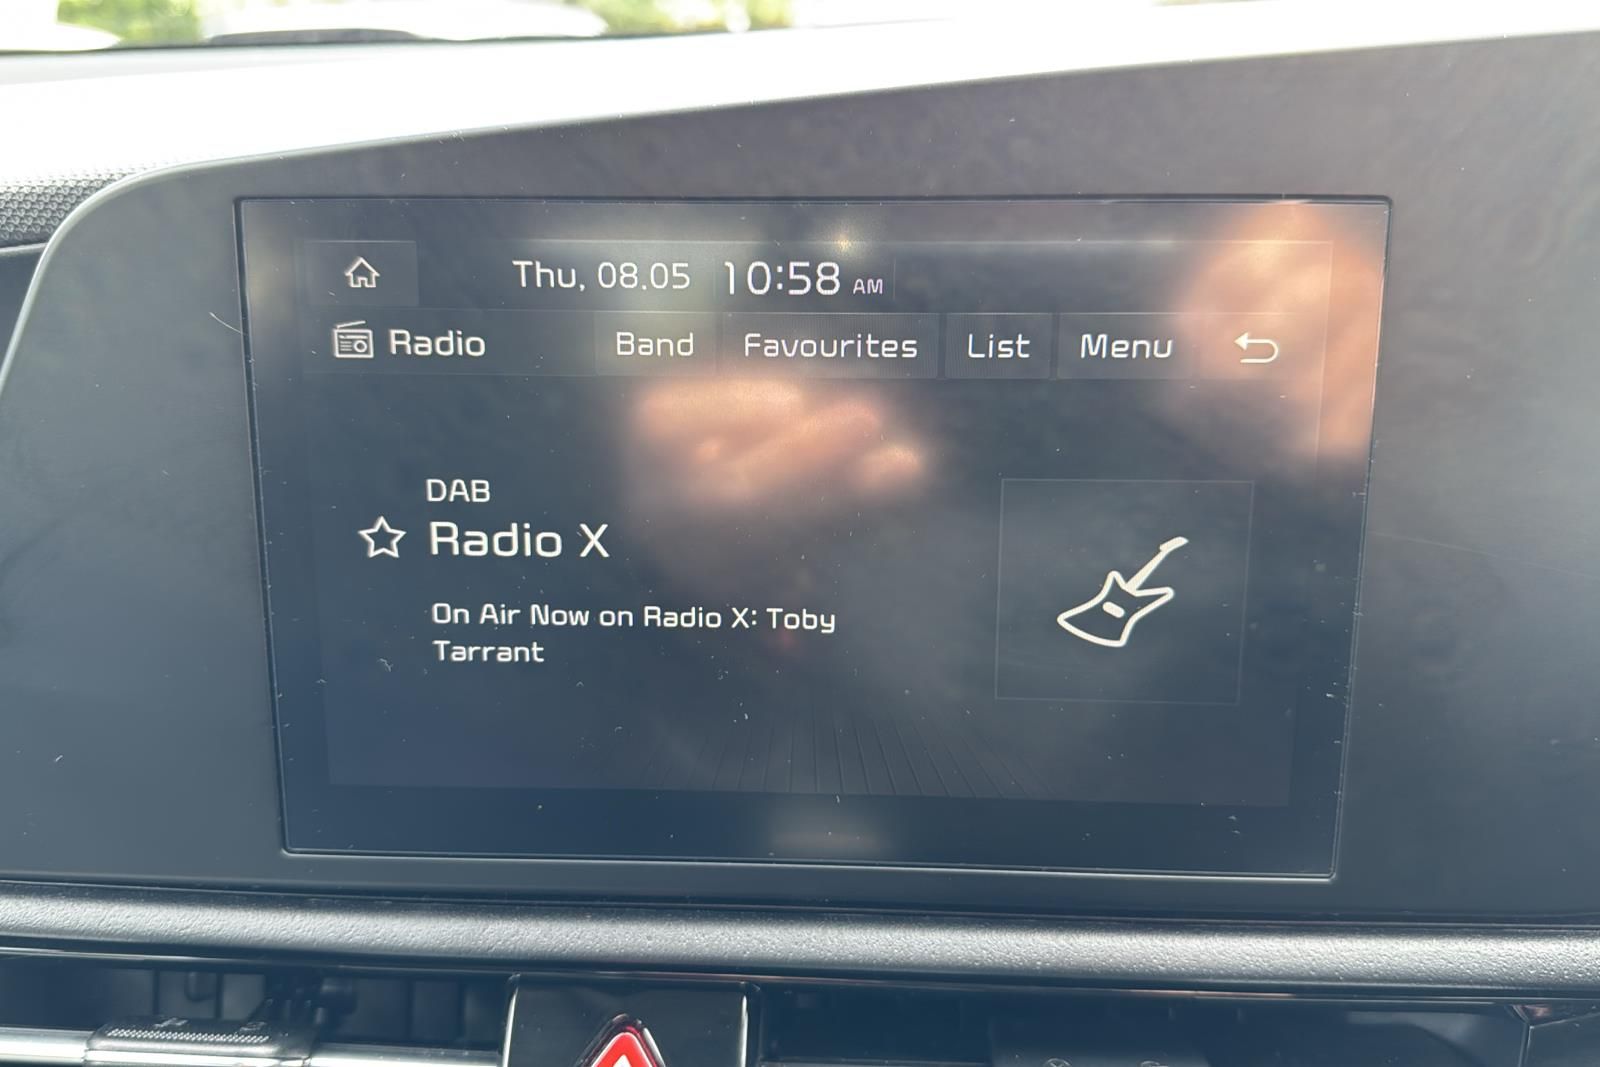 Thu, 08.05 10:58 AM
Radio Band Favourites List Menu
DAB
Radio X
On Air Now on Radio X: Toby
Tarrant